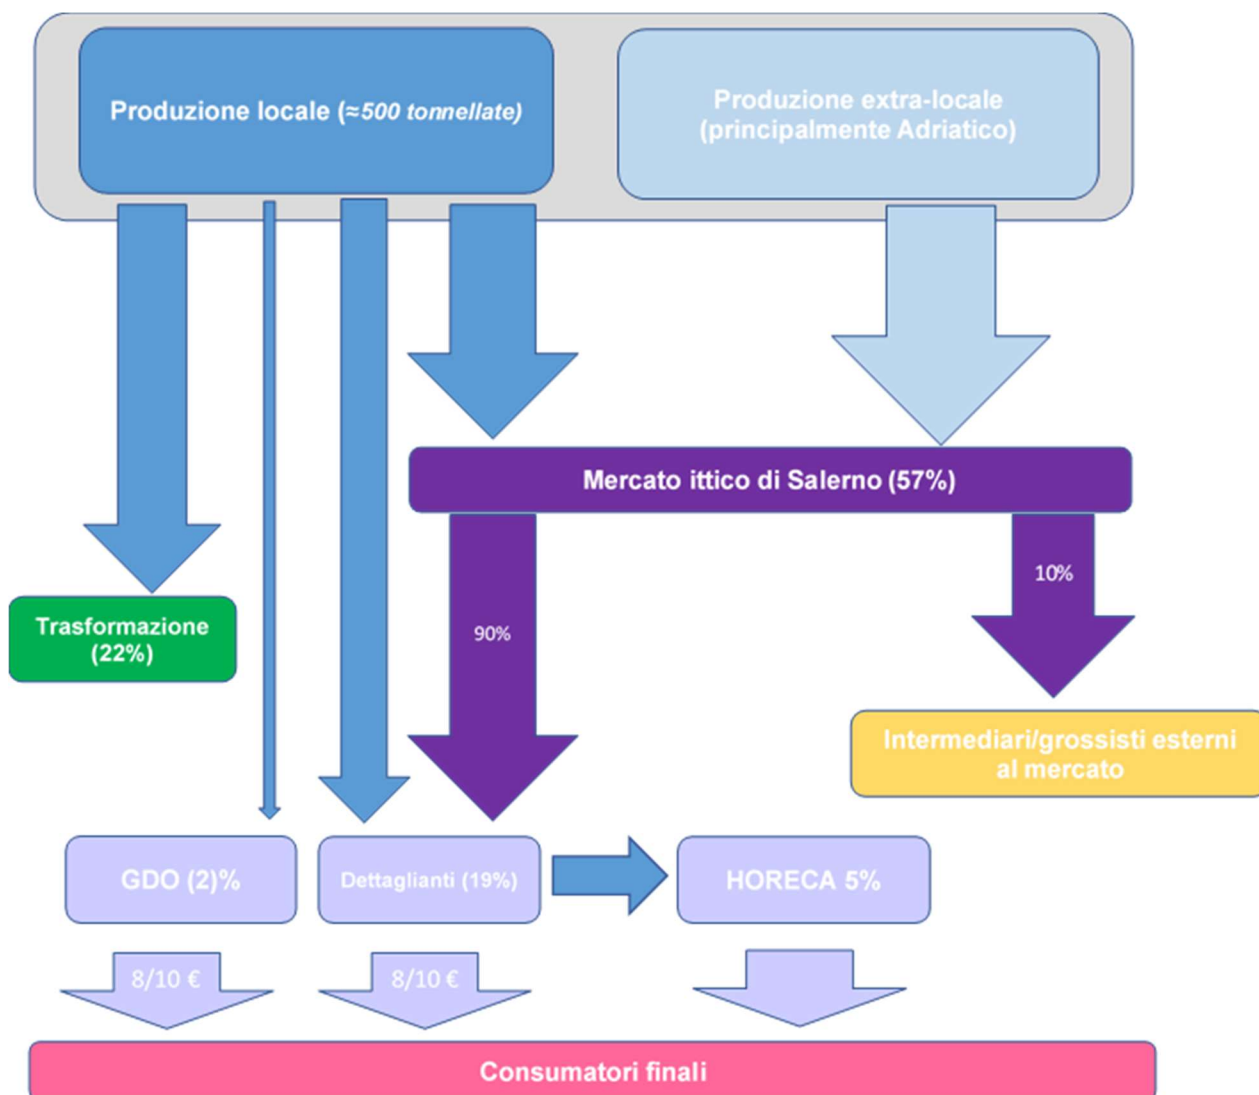 Produzione locale (≈500 tonnellate)
Produzione extra-locale
(principalmente Adriatico)
Mercato ittico di Salerno (57%)
10%
90%
Trasformazione
(22%)
Intermediari/grossisti esterni
al mercato
GDO (2)%
Dettaglianti (19%)
HORECA 5%
8/10 €
8/10 €
Consumatori finali